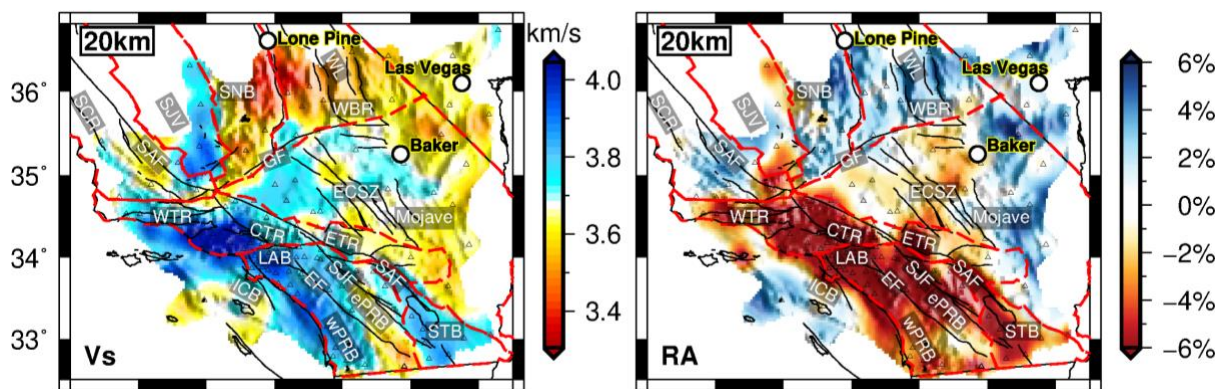 20km
km/s
20km
Lone Pine
Lone Pine
4.0
6%
WL
WL
Las Vegas
Las Vegas
36°
SNB
WBR
SNB
WBR
4%
SCR
SJV
SCR
SJV
3.8
2%
SAF
GF
Baker
SAF
GF
Baker
35°
ECSZ
ECSZ
0%
WTR
Mojave
WTR
Mojave
3.6
-2%
34°
CTR
ETR
CTR
ETR
LAB
SJF
SAF
LAB
SJF
SAF
-4%
ICB
EF
ePRB
ICB
EF
ePRB
3.4
33°
wPRB
STB
wPRB
STB
Vs
RA
-6%